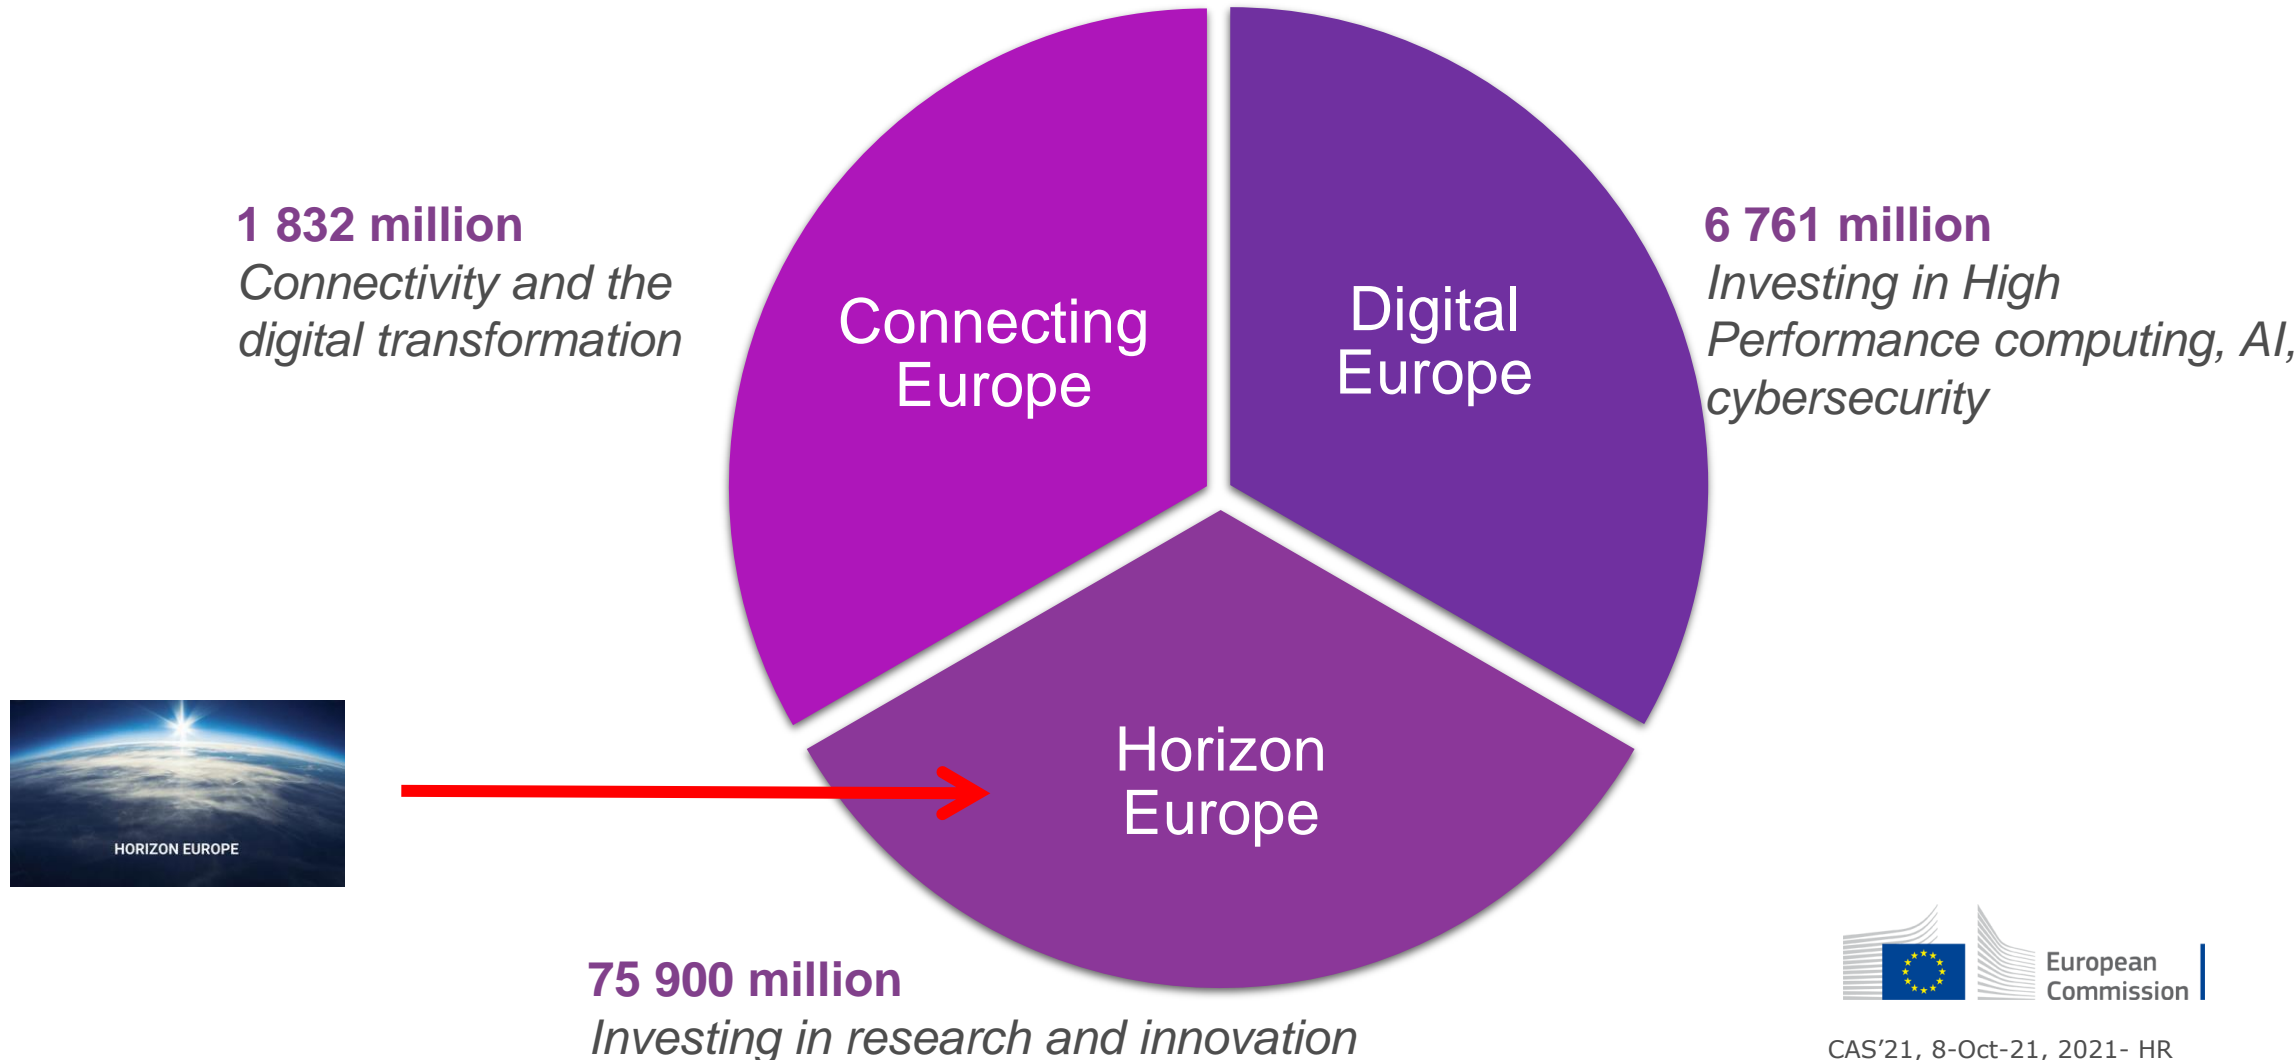 1 832 million
Connectivity and the
digital transformation
Connecting
Europe
Digital
Europe
6 761 million
Investing in High
Performance computing, AI,
cybersecurity
HORIZON EUROPE
Horizon
Europe
75 900 million
Investing in research and innovation
European
Commission
CAS'21, 8-Oct-21, 2021- HR